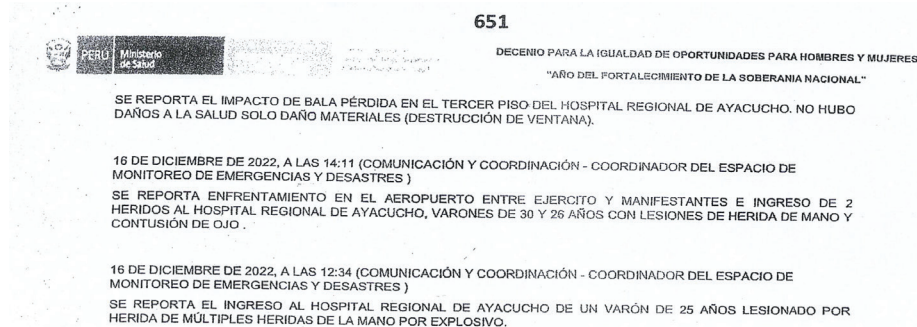 651
PERÚ Ministerio
de Salud
DECENIO PARA LA IGUALDAD DE OPORTUNIDADES PARA HOMBRES Y MUJERES
"AÑO DEL FORTALECIMIENTO DE LA SOBERANIA NACIONAL"
SE REPORTA EL IMPACTO DE BALA PÉRDIDA EN EL TERCER PISO DEL HOSPITAL REGIONAL DE AYACUCHO. NO HUBO
DAÑOS A LA SALUD SOLO DAÑO MATERIALES (DESTRUCCIÓN DE VENTANA).
16 DE DICIEMBRE DE 2022, A LAS 14:11 (COMUNICACIÓN Y COORDINACIÓN - COORDINADOR DEL ESPACIO DE
MONITOREO DE EMERGENCIAS Y DESASTRES )
SE REPORTA ENFRENTAMIENTO EN EL AEROPUERTO ENTRE EJERCITO Y MANIFESTANTES E INGRESO DE 2
HERIDOS AL HOSPITAL REGIONAL DE AYACUCHO, VARONES DE 30 Y 26 AÑOS CON LESIONES DE HERIDA DE MANO Y
CONTUSIÓN DE OJO .
16 DE DICIEMBRE DE 2022, A LAS 12:34 (COMUNICACIÓN Y COORDINACIÓN - COORDINADOR DEL ESPACIO DE
MONITOREO DE EMERGENCIAS Y DESASTRES )
SE REPORTA EL INGRESO AL HOSPITAL REGIONAL DE AYACUCHO DE UN VARÓN DE 25 AÑOS LESIONADO POR
HERIDA DE MÚLTIPLES HERIDAS DE LA MANO POR EXPLOSIVO.